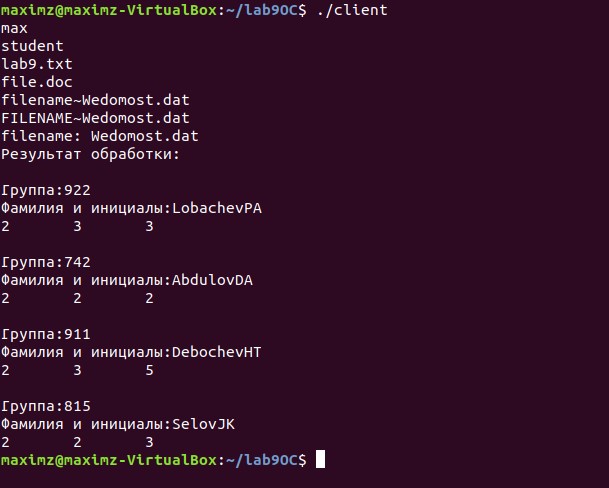 maximz@maximz-VirtualBox:~/lab9OC$ ./client
max
student
lab9.txt
file.doc
filename~Wedomost.dat
FILENAME~Wedomost.dat
filename: Wedomost.dat
Результат обработки:
Группа:922
Фамилия и инициалы:LobachevPA
2 3 3
Группа:742
Фамилия и инициалы:AbdulovDA
2 2 2
Группа:911
Фамилия и инициалы:DebochevHT
2 3 5
Группа:815
Фамилия и инициалы:SelovJK
2 2 3
maximz@maximz-VirtualBox:~/lab9OC$